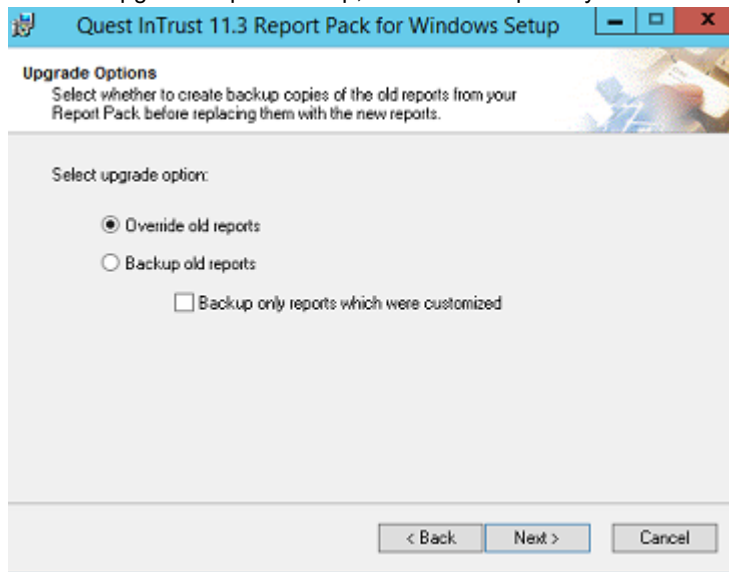 Quest InTrust 11.3 Report Pack for Windows Setup
Upgrade Options
Select whether to create backup copies of the old reports from your
Report Pack before replacing them with the new reports.
Select upgrade option:
Override old reports
Backup old reports
Backup only reports which were customized
< Back
Next >
Cancel